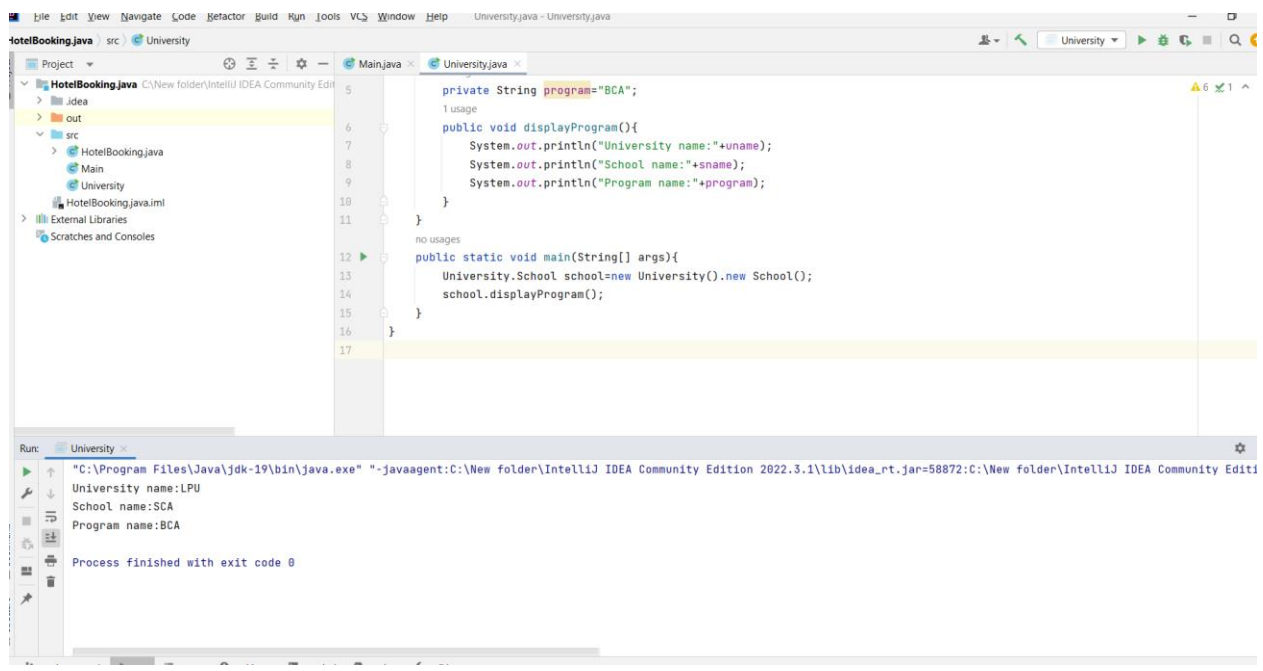 File Edit View Navigate Code Refactor Build Run Tools VCS Window Help University.java - University.java
HotelBooking.java src University
University
Project
Main.java University.java
HotelBooking.java C:\New folder\IntelliJ IDEA Community Edit
.idea
out
src
HotelBooking.java
Main
University
HotelBooking.java.iml
External Libraries
Scratches and Consoles
6 1
5 private String program="BCA";
1 usage
6 public void displayProgram(){
7 System.out.println("University name:"+uname);
8 System.out.println("School name:"+sname);
9 System.out.println("Program name:"+program);
10 }
11 }
no usages
12 public static void main(String[] args){
13 University.School school=new University().new School();
14 school.displayProgram();
15 }
16 }
17
Run: University
"C:\Program Files\Java\jdk-19\bin\java.exe" "-javaagent:C:\New folder\IntelliJ IDEA Community Edition 2022.3.1\lib\idea_rt.jar=58872:C:\New folder\IntelliJ IDEA Community Editi
University name:LPU
School name:SCA
Program name:BCA
Process finished with exit code 0